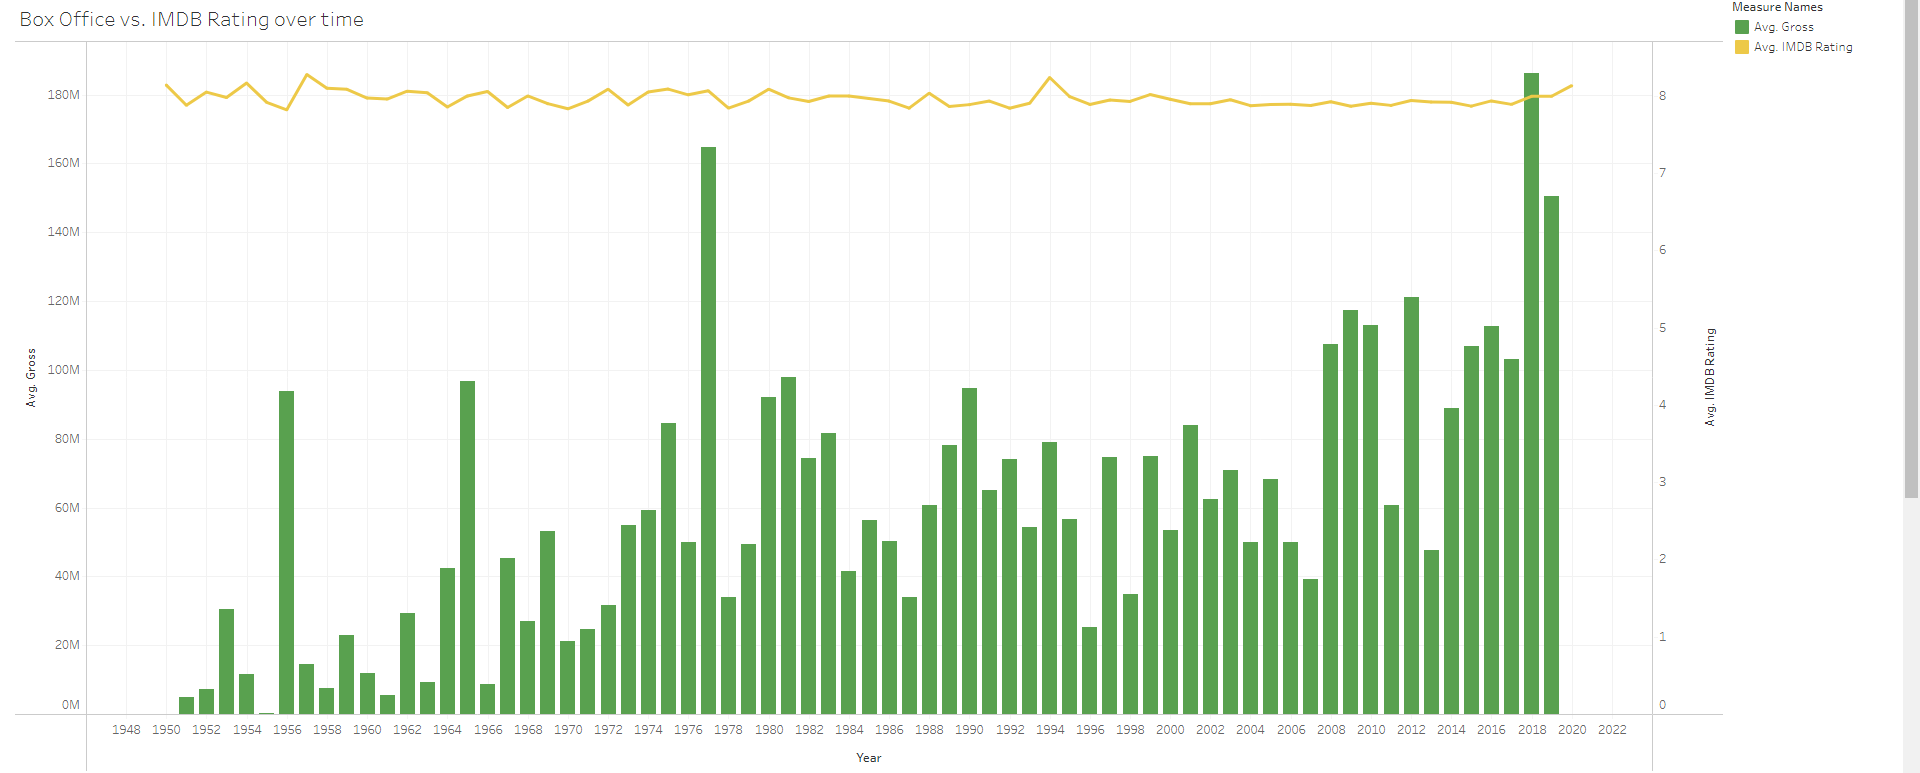 Box Office vs. IMDB Rating over time
Measure Names
Avg. Gross
Avg. IMDB Rating
180M
160M
140M
120M
100M
80M
60M
40M
20M
0M
Avg. Gross
8
7
6
5
4
3
2
1
0
Avg. IMDB Rating
1948 1950 1952 1954 1956 1958 1960 1962 1964 1966 1968 1970 1972 1974 1976 1978 1980 1982 1984 1986 1988 1990 1992 1994 1996 1998 2000 2002 2004 2006 2008 2010 2012 2014 2016 2018 2020 2022
Year